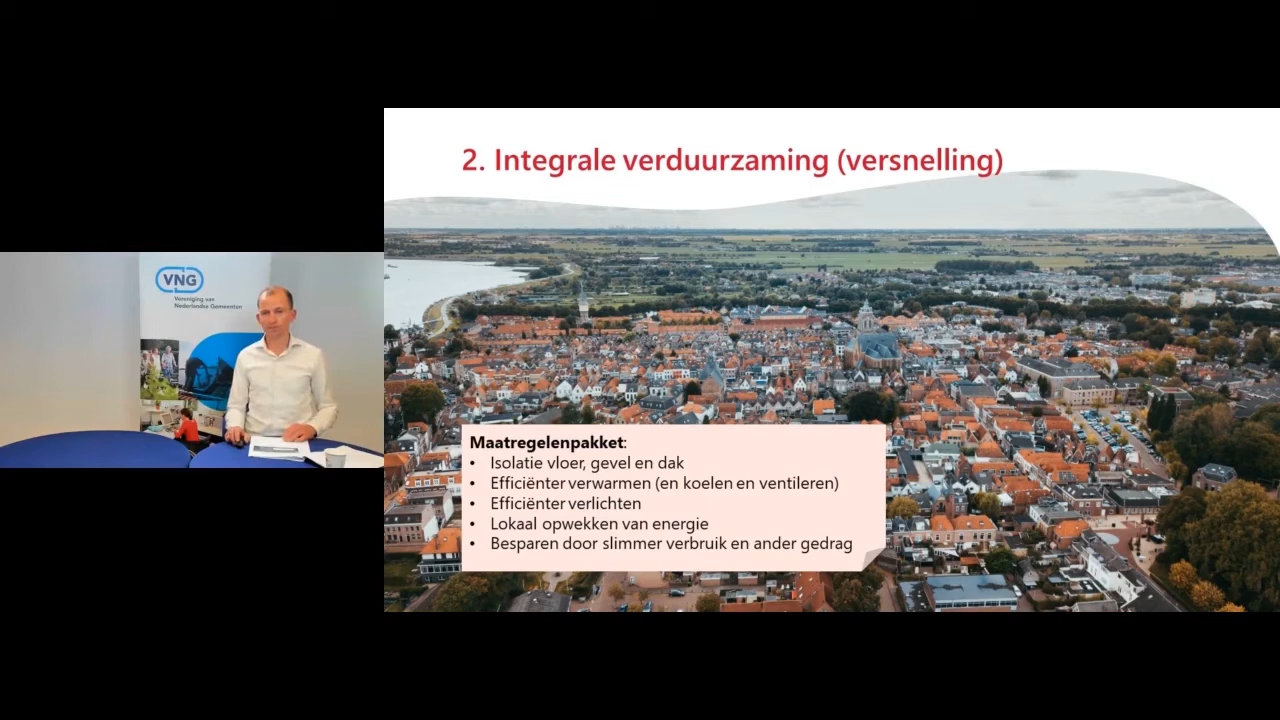 2. Integrale verduurzaming (versnelling)
VNG
Vereniging van
Nederlandse Gemeenten
Maatregelenpakket:
• Isolatie vloer, gevel en dak
• Efficiënter verwarmen (en koelen en ventileren)
• Efficiënter verlichten
• Lokaal opwekken van energie
• Besparen door slimmer verbruik en ander gedrag